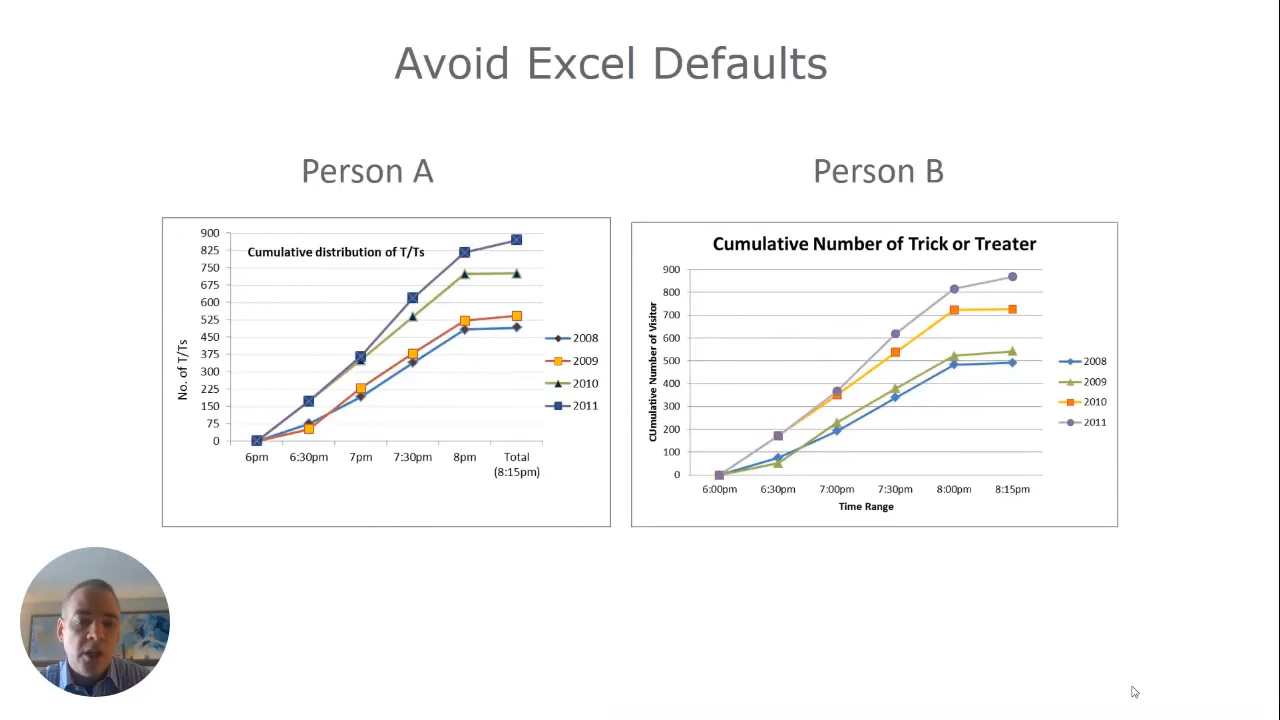 Avoid Excel Defaults
Person A
Person B
Cumulative distribution of T/Ts
No. of T/Ts
900
825
750
675
600
525
450
375
300
225
150
75
0
6pm 6:30pm 7pm 7:30pm 8pm Total
(8:15pm)
2008
2009
2010
2011
Cumulative Number of Trick or Treater
CUmulative Number of Visitor
900
800
700
600
500
400
300
200
100
0
6:00pm 6:30pm 7:00pm 7:30pm 8:00pm 8:15pm
Time Range
2008
2009
2010
2011